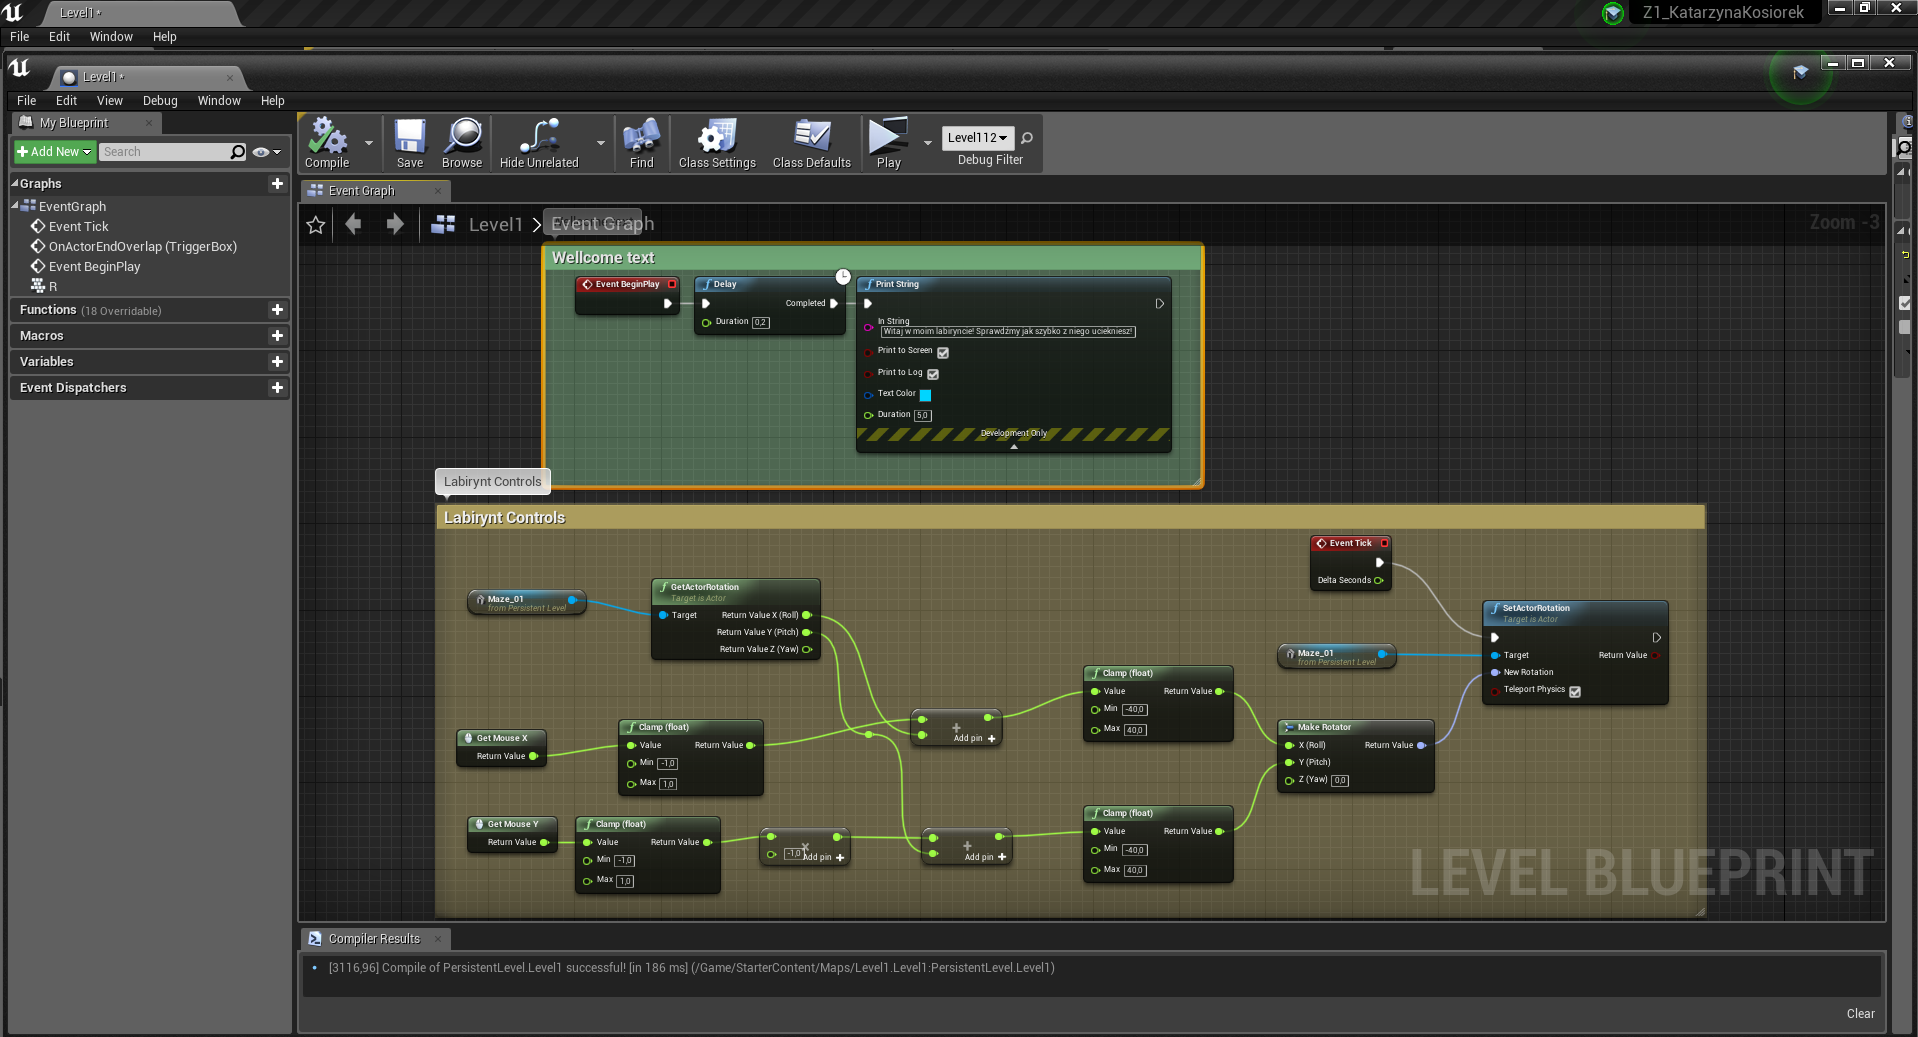 Level1*
Z1_KatarzynaKosiorek
File Edit Window Help
Level1*
File Edit View Debug Window Help
My Blueprint
Add New Search
Graphs
EventGraph
Event Tick
OnActorEndOverlap (TriggerBox)
Event BeginPlay
R
Functions (18 Overridable)
Macros
Variables
Event Dispatchers
Compile Save Browse Hide Unrelated Find Class Settings Class Defaults Play Level112 Debug Filter
Event Graph
Level1 > Event Graph
Zoom -3
Wellcome text
Event BeginPlay
Delay
Completed
Duration 0,2
Print String
In String
Witaj w moim labiryncie! Sprawdźmy jak szybko z niego uciekniesz!
Print to Screen
Print to Log
Text Color
Duration 5,0
Development Only
Labirynt Controls
Labirynt Controls
Event Tick
Delta Seconds
Maze_01
from Persistent Level
GetActorRotation
Target is Actor
Target Return Value X (Roll)
Return Value Y (Pitch)
Return Value Z (Yaw)
SetActorRotation
Target is Actor
Target Return Value
New Rotation
Teleport Physics
Maze_01
from Persistent Level
Clamp (float)
Value Return Value
Min -40,0
Max 40,0
Get Mouse X
Return Value
Clamp (float)
Value Return Value
Min -1,0
Max 1,0
+
Add pin +
Make Rotator
X (Roll) Return Value
Y (Pitch)
Z (Yaw) 0,0
Get Mouse Y
Return Value
Clamp (float)
Value Return Value
Min -1,0
Max 1,0
x
-1,0 Add pin +
+
Add pin +
Clamp (float)
Value Return Value
Min -40,0
Max 40,0
LEVEL BLUEPRINT
Compiler Results
[3116,96] Compile of PersistentLevel.Level1 successful! [in 186 ms] (/Game/StarterContent/Maps/Level1.Level1:PersistentLevel.Level1)
Clear